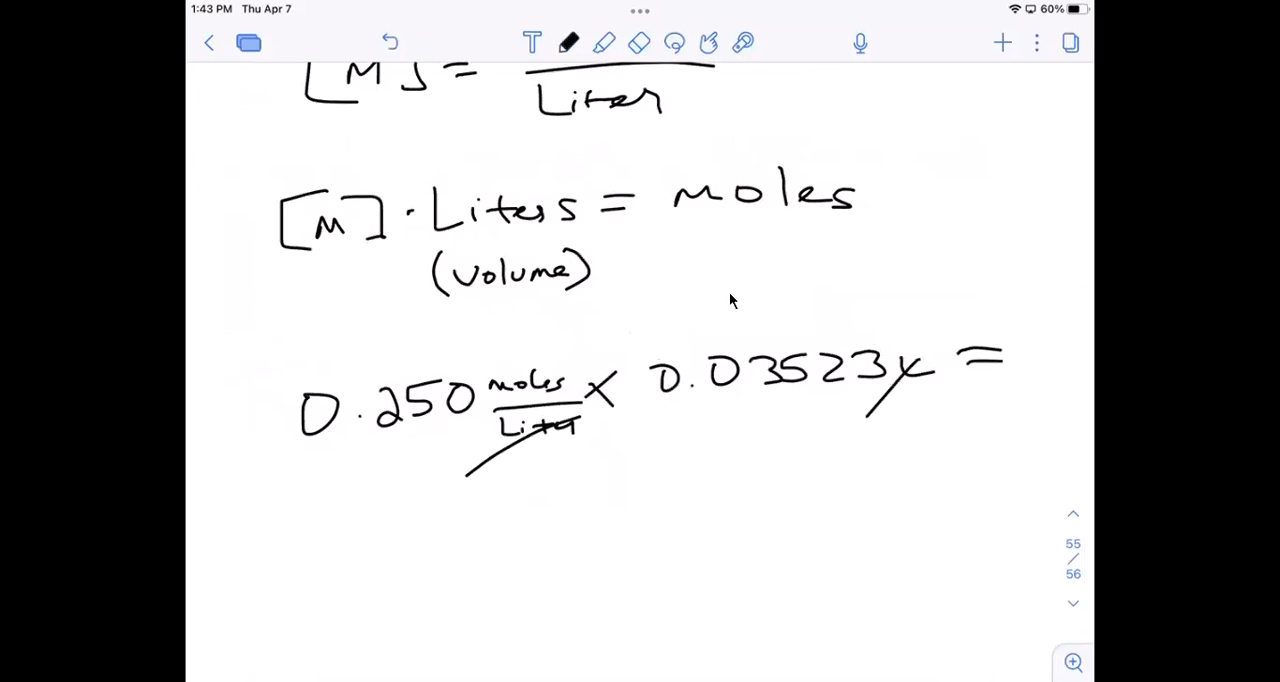 1:43 PM Thu Apr 7 60%
[M] =
Liter
[M] · Liters = moles
(volume)
0.250 moles/Liter × 0.03523 L =
55
/
56